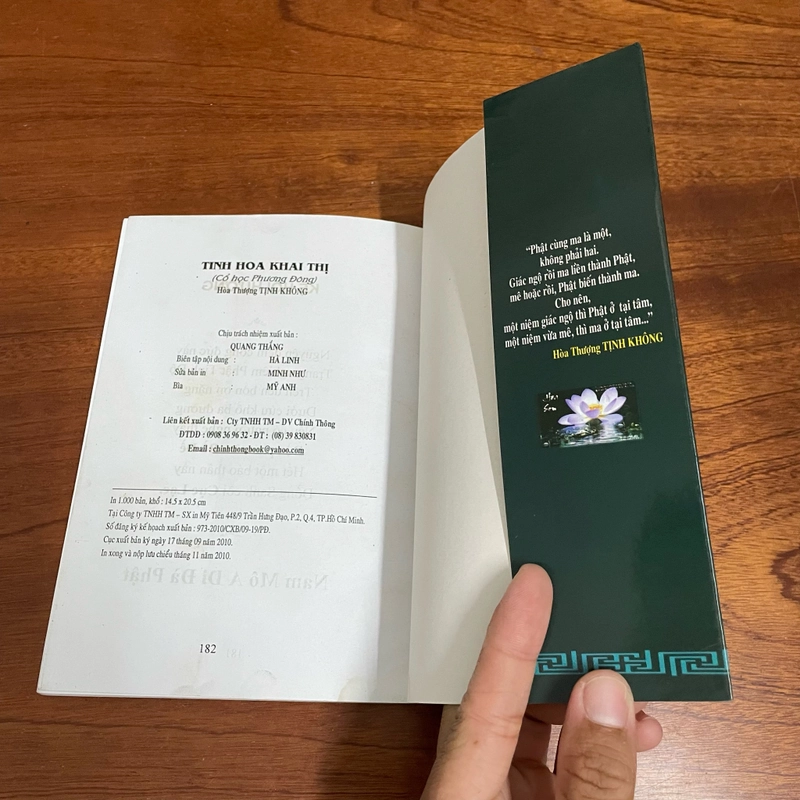 TINH HOA KHAI THỊ
(Cổ học Phương Đông)
Hòa Thượng TỊNH KHÔNG
Chịu trách nhiệm xuất bản :
QUANG THẮNG
Biên tập nội dung : HÀ LINH
Sửa bản in : MINH NHƯ
Bìa : MỸ ANH
Liên kết xuất bản : Cty TNHH TM – DV Chính Thông
ĐTDD : 0908 36 96 32 - ĐT : (08) 39 830831
Email : chinhthongbook@yahoo.com
In 1.000 bản, khổ : 14.5 x 20.5 cm
Tại Công ty TNHH TM – SX in Mỹ Tiên 448/9 Trần Hưng Đạo, P.2, Q.4, TP.Hồ Chí Minh.
Số đăng ký kế hoạch xuất bản : 973-2010/CXB/09-19/PĐ.
Cục xuất bản ký ngày 17 tháng 09 năm 2010.
In xong và nộp lưu chiểu tháng 11 năm 2010.
Nam Mô A Di Đà Phật
182
"Phật cùng ma là một,
không phải hai.
Giác ngộ rồi ma liền thành Phật,
mê hoặc rồi, Phật biến thành ma.
Cho nên,
một niệm giác ngộ thì Phật ở tại tâm,
một niệm vừa mê, thì ma ở tại tâm..."
Hòa Thượng TỊNH KHÔNG